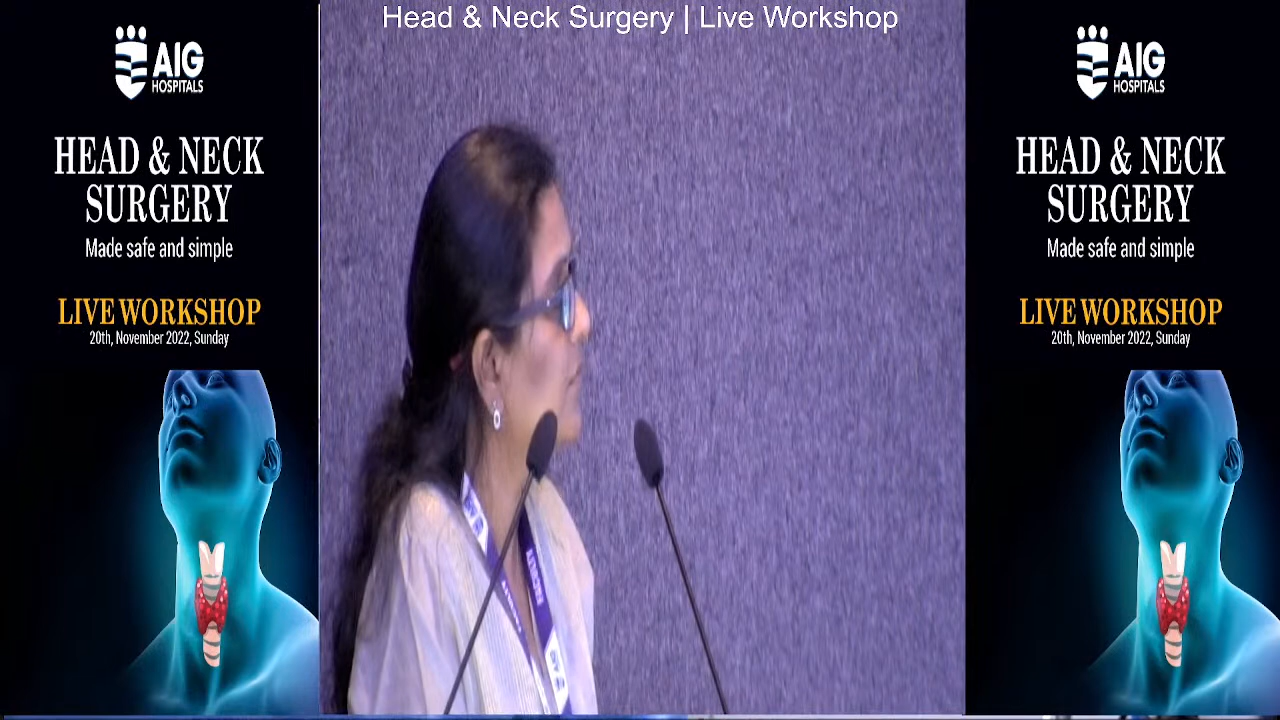 Head & Neck Surgery | Live Workshop
AIG
HOSPITALS
HEAD & NECK
SURGERY
Made safe and simple
LIVE WORKSHOP
20th, November 2022, Sunday
AIG
HOSPITALS
HEAD & NECK
SURGERY
Made safe and simple
LIVE WORKSHOP
20th, November 2022, Sunday